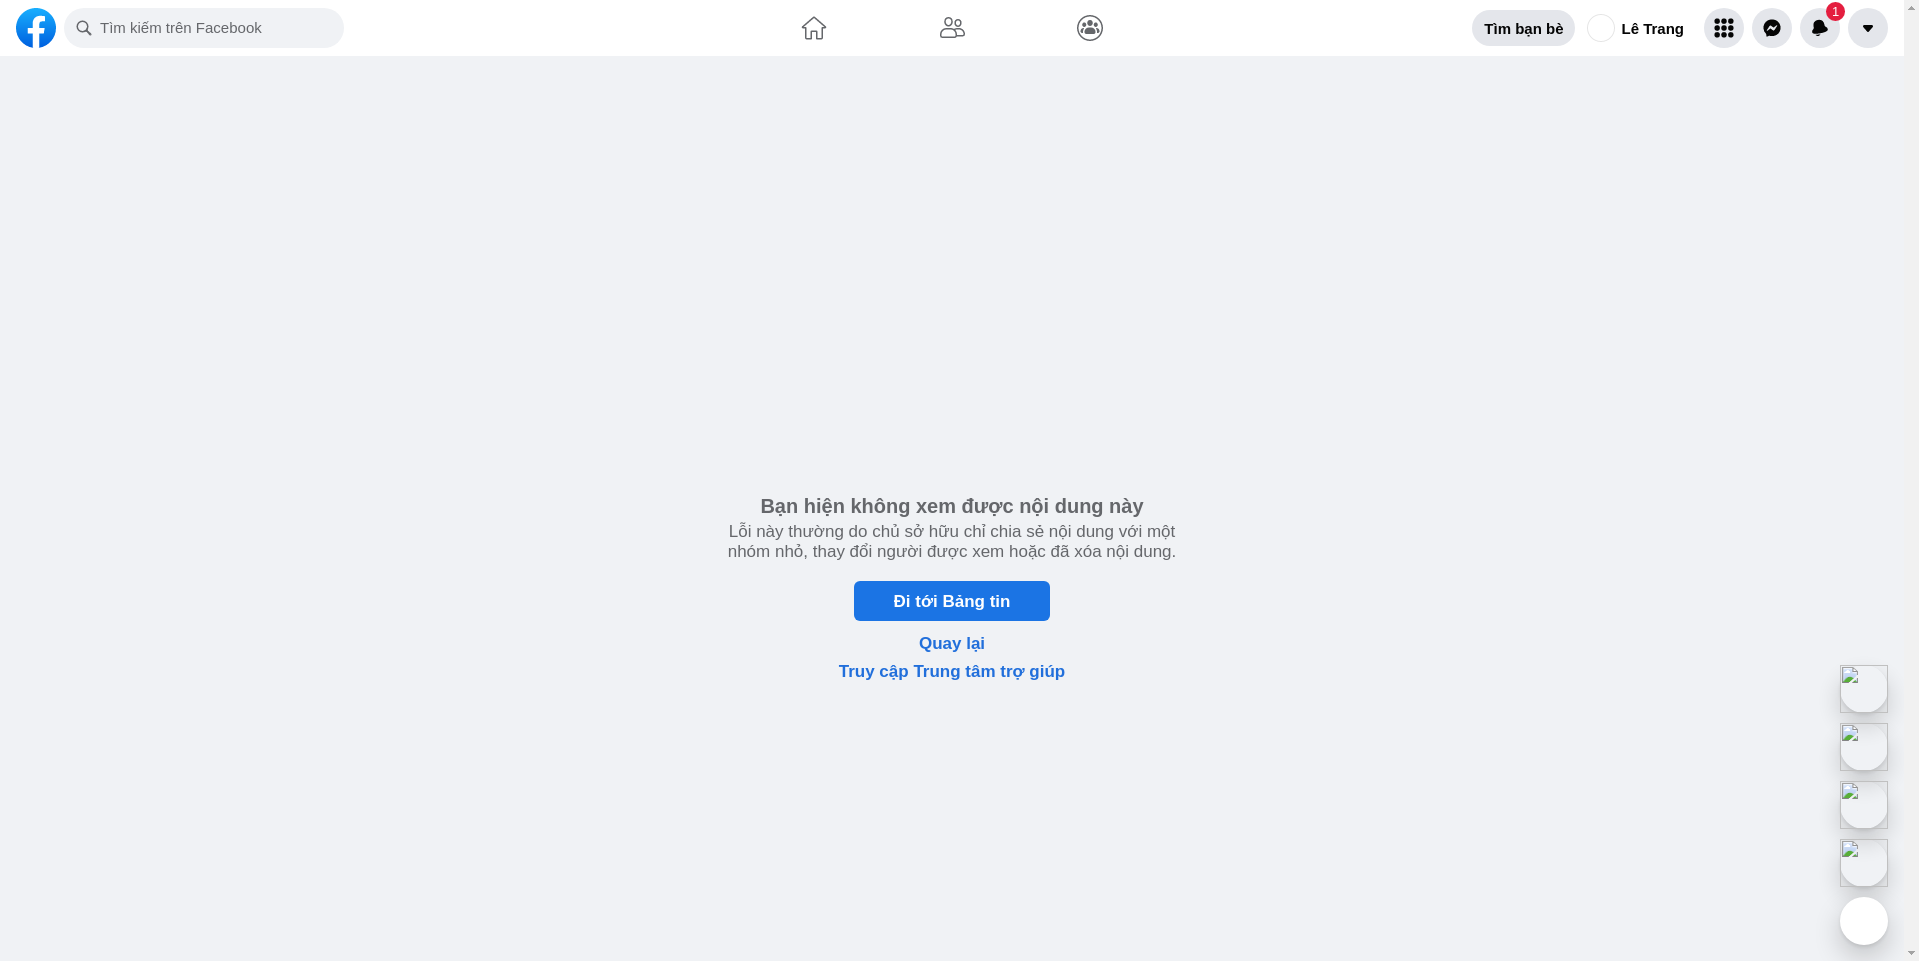 Tìm kiếm trên Facebook
Tìm bạn bè
Lê Trang
1
Bạn hiện không xem được nội dung này
Lỗi này thường do chủ sở hữu chỉ chia sẻ nội dung với một
nhóm nhỏ, thay đổi người được xem hoặc đã xóa nội dung.
Đi tới Bảng tin
Quay lại
Truy cập Trung tâm trợ giúp